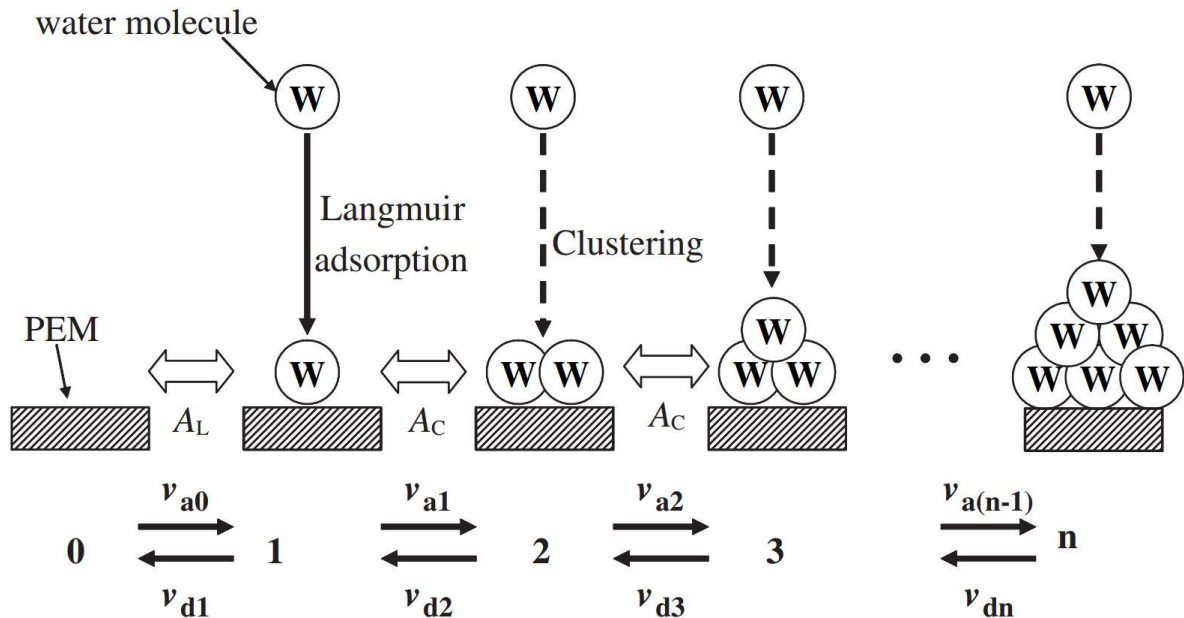 water molecule
W W W W
Langmuir
adsorption
Clustering
PEM
W W W W W W W W W W W W
• • •
A_L A_C A_C
v_a0 v_a1 v_a2 v_a(n-1)
0 1 2 3 n
v_d1 v_d2 v_d3 v_dn